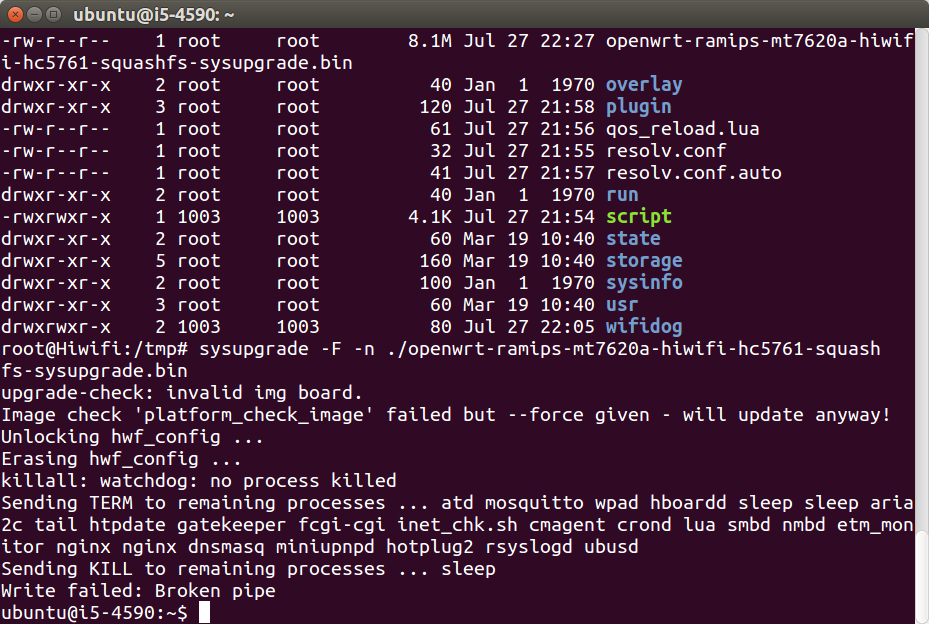 ubuntu@i5-4590: ~
-rw-r--r--    1 root     root        8.1M Jul 27 22:27 openwrt-ramips-mt7620a-hiwif
i-hc5761-squashfs-sysupgrade.bin
drwxr-xr-x    2 root     root          40 Jan  1  1970 overlay
drwxr-xr-x    3 root     root         120 Jul 27 21:58 plugin
-rw-r--r--    1 root     root          61 Jul 27 21:56 qos_reload.lua
-rw-r--r--    1 root     root          32 Jul 27 21:55 resolv.conf
-rw-r--r--    1 root     root          41 Jul 27 21:57 resolv.conf.auto
drwxr-xr-x    2 root     root          40 Jan  1  1970 run
-rwxrwxr-x    1 1003     1003        4.1K Jul 27 21:54 script
drwxr-xr-x    2 root     root          60 Mar 19 10:40 state
drwxr-xr-x    5 root     root         160 Mar 19 10:40 storage
drwxr-xr-x    2 root     root         100 Jan  1  1970 sysinfo
drwxr-xr-x    3 root     root          60 Mar 19 10:40 usr
drwxrwxr-x    2 1003     1003          80 Jul 27 22:05 wifidog
root@Hiwifi:/tmp# sysupgrade -F -n ./openwrt-ramips-mt7620a-hiwifi-hc5761-squash
fs-sysupgrade.bin
upgrade-check: invalid img board.
Image check 'platform_check_image' failed but --force given - will update anyway!
Unlocking hwf_config ...
Erasing hwf_config ...
killall: watchdog: no process killed
Sending TERM to remaining processes ... atd mosquitto wpad hboardd sleep sleep aria
2c tail htpdate gatekeeper fcgi-cgi inet_chk.sh cmagent crond lua smbd nmbd etm_mon
itor nginx nginx dnsmasq miniupnpd hotplug2 rsyslogd ubusd
Sending KILL to remaining processes ... sleep
Write failed: Broken pipe
ubuntu@i5-4590:~$